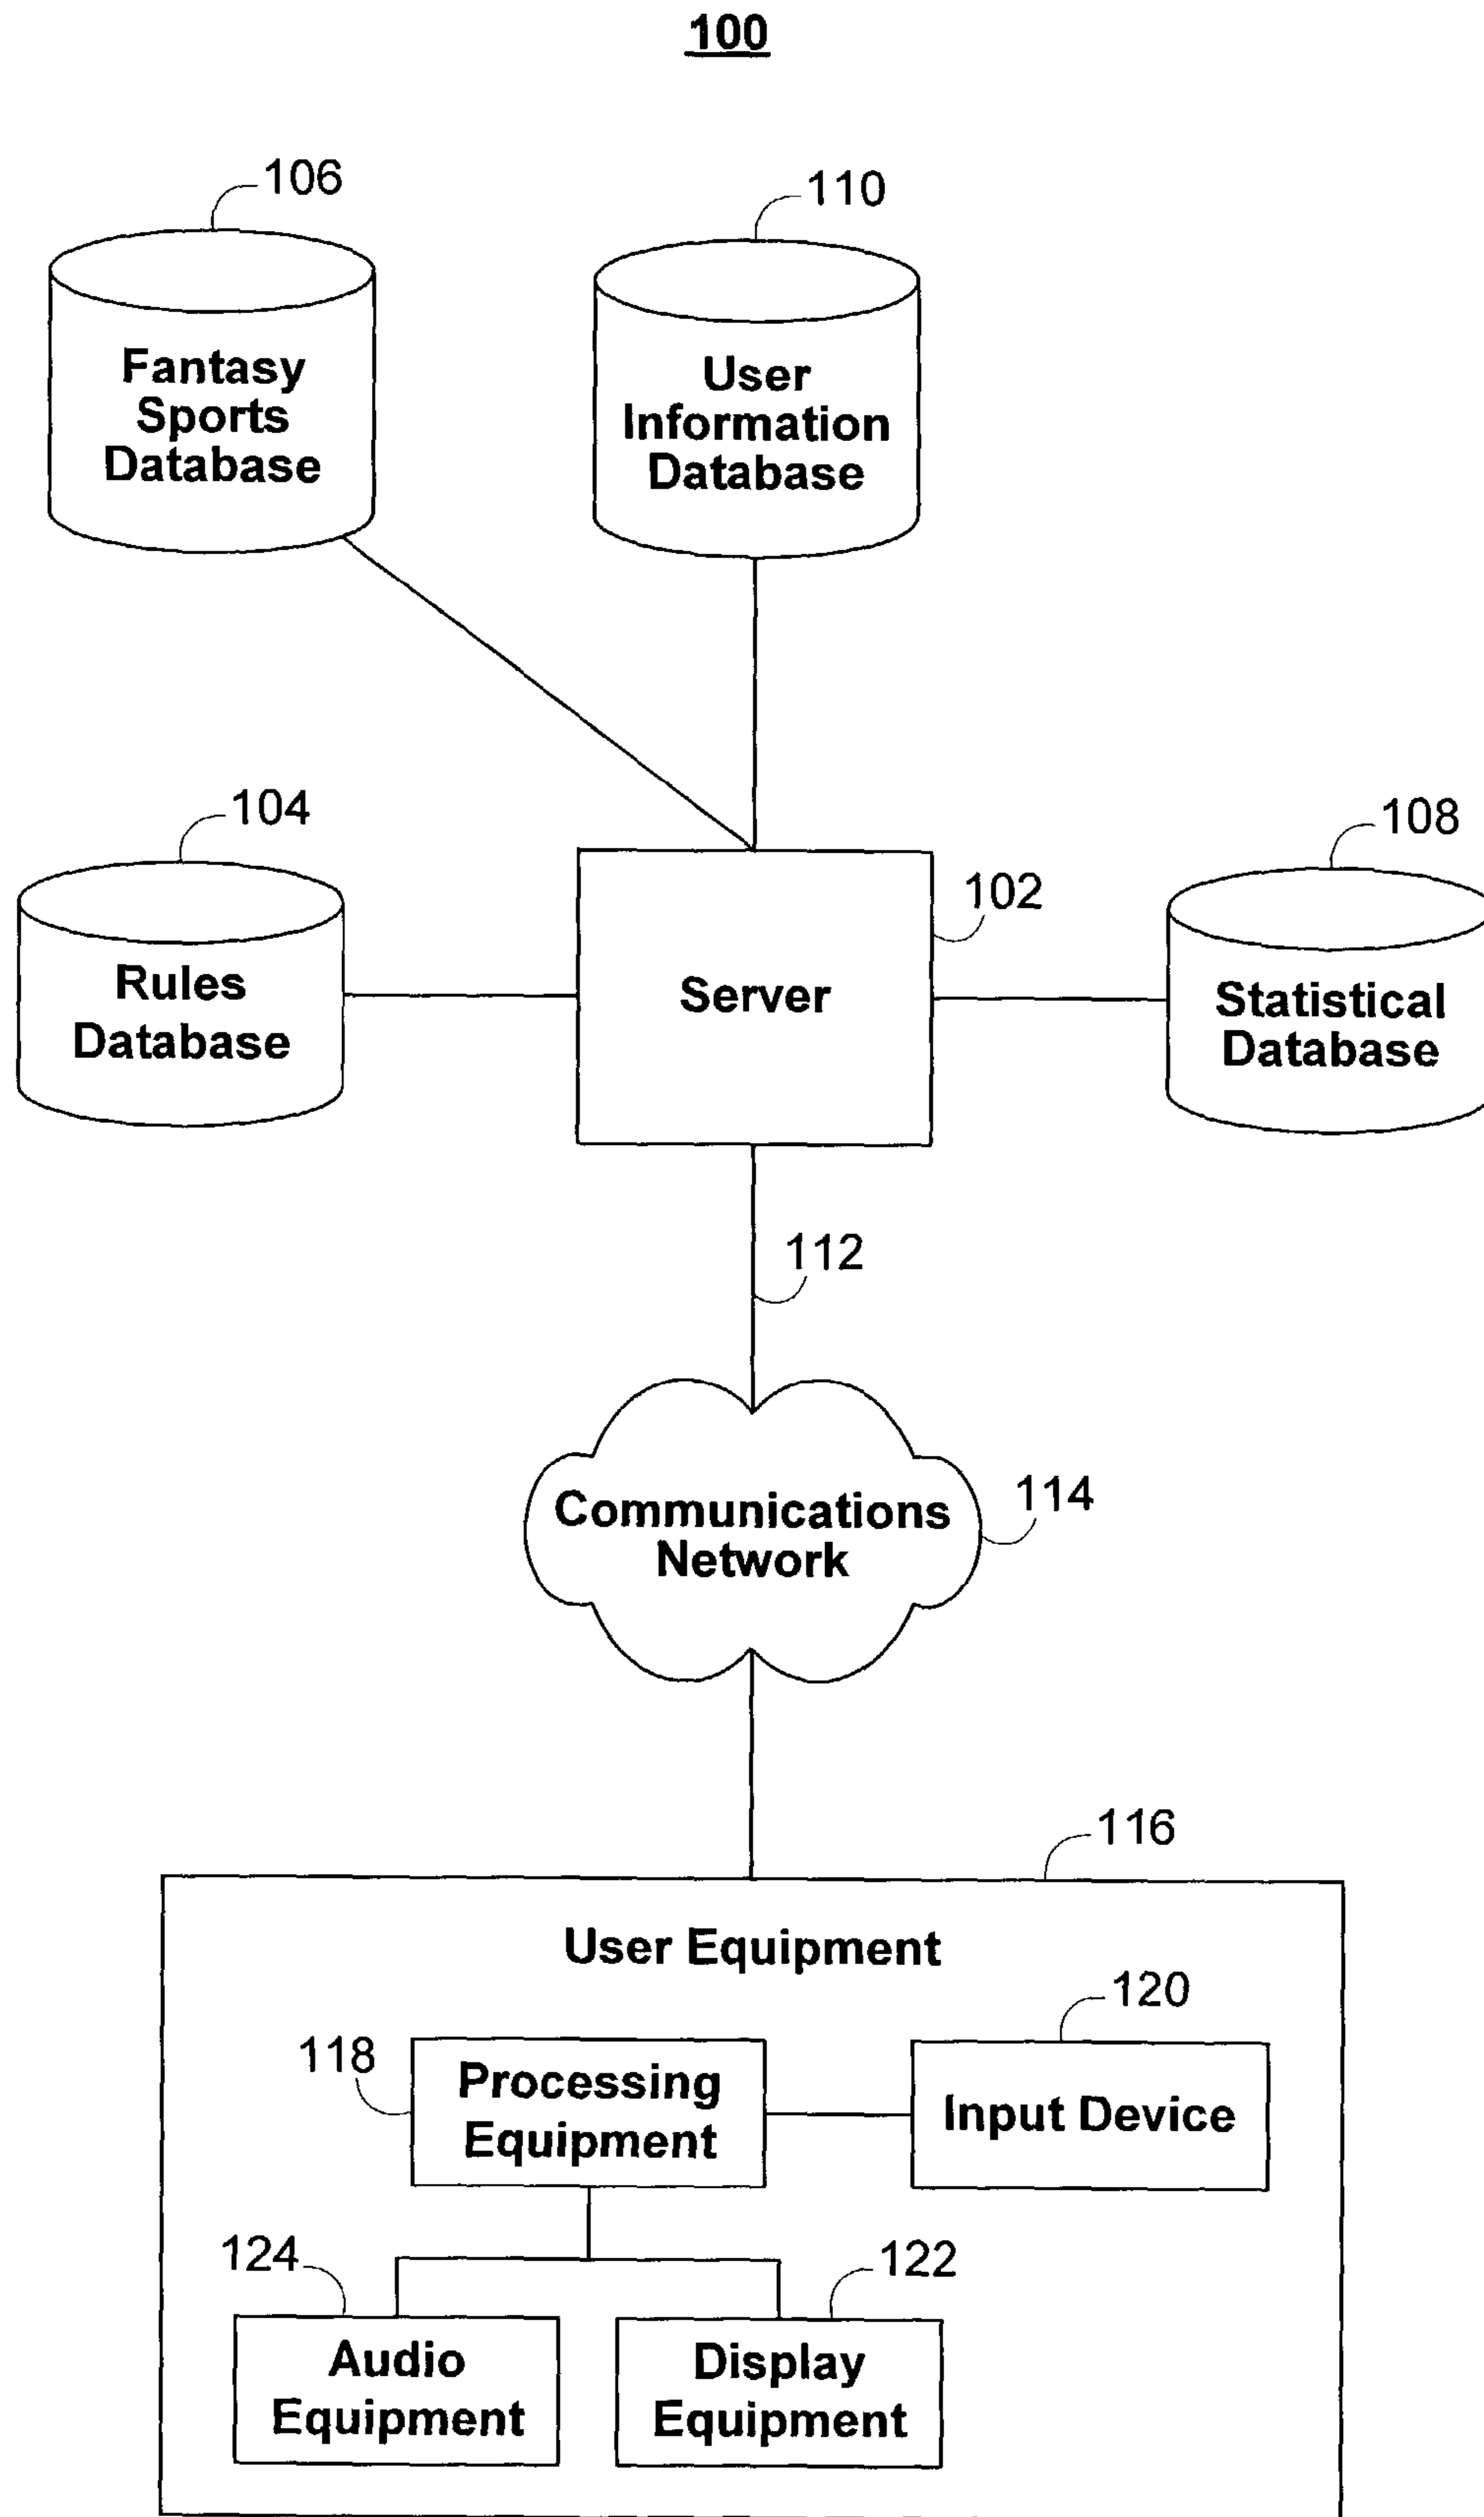 100
106
110
Fantasy
Sports
Database
User
Information
Database
104
108
102
Rules
Database
Server
Statistical
Database
112
Communications
Network
114
116
User Equipment
120
118
Processing
Equipment
Input Device
124
122
Audio
Equipment
Display
Equipment